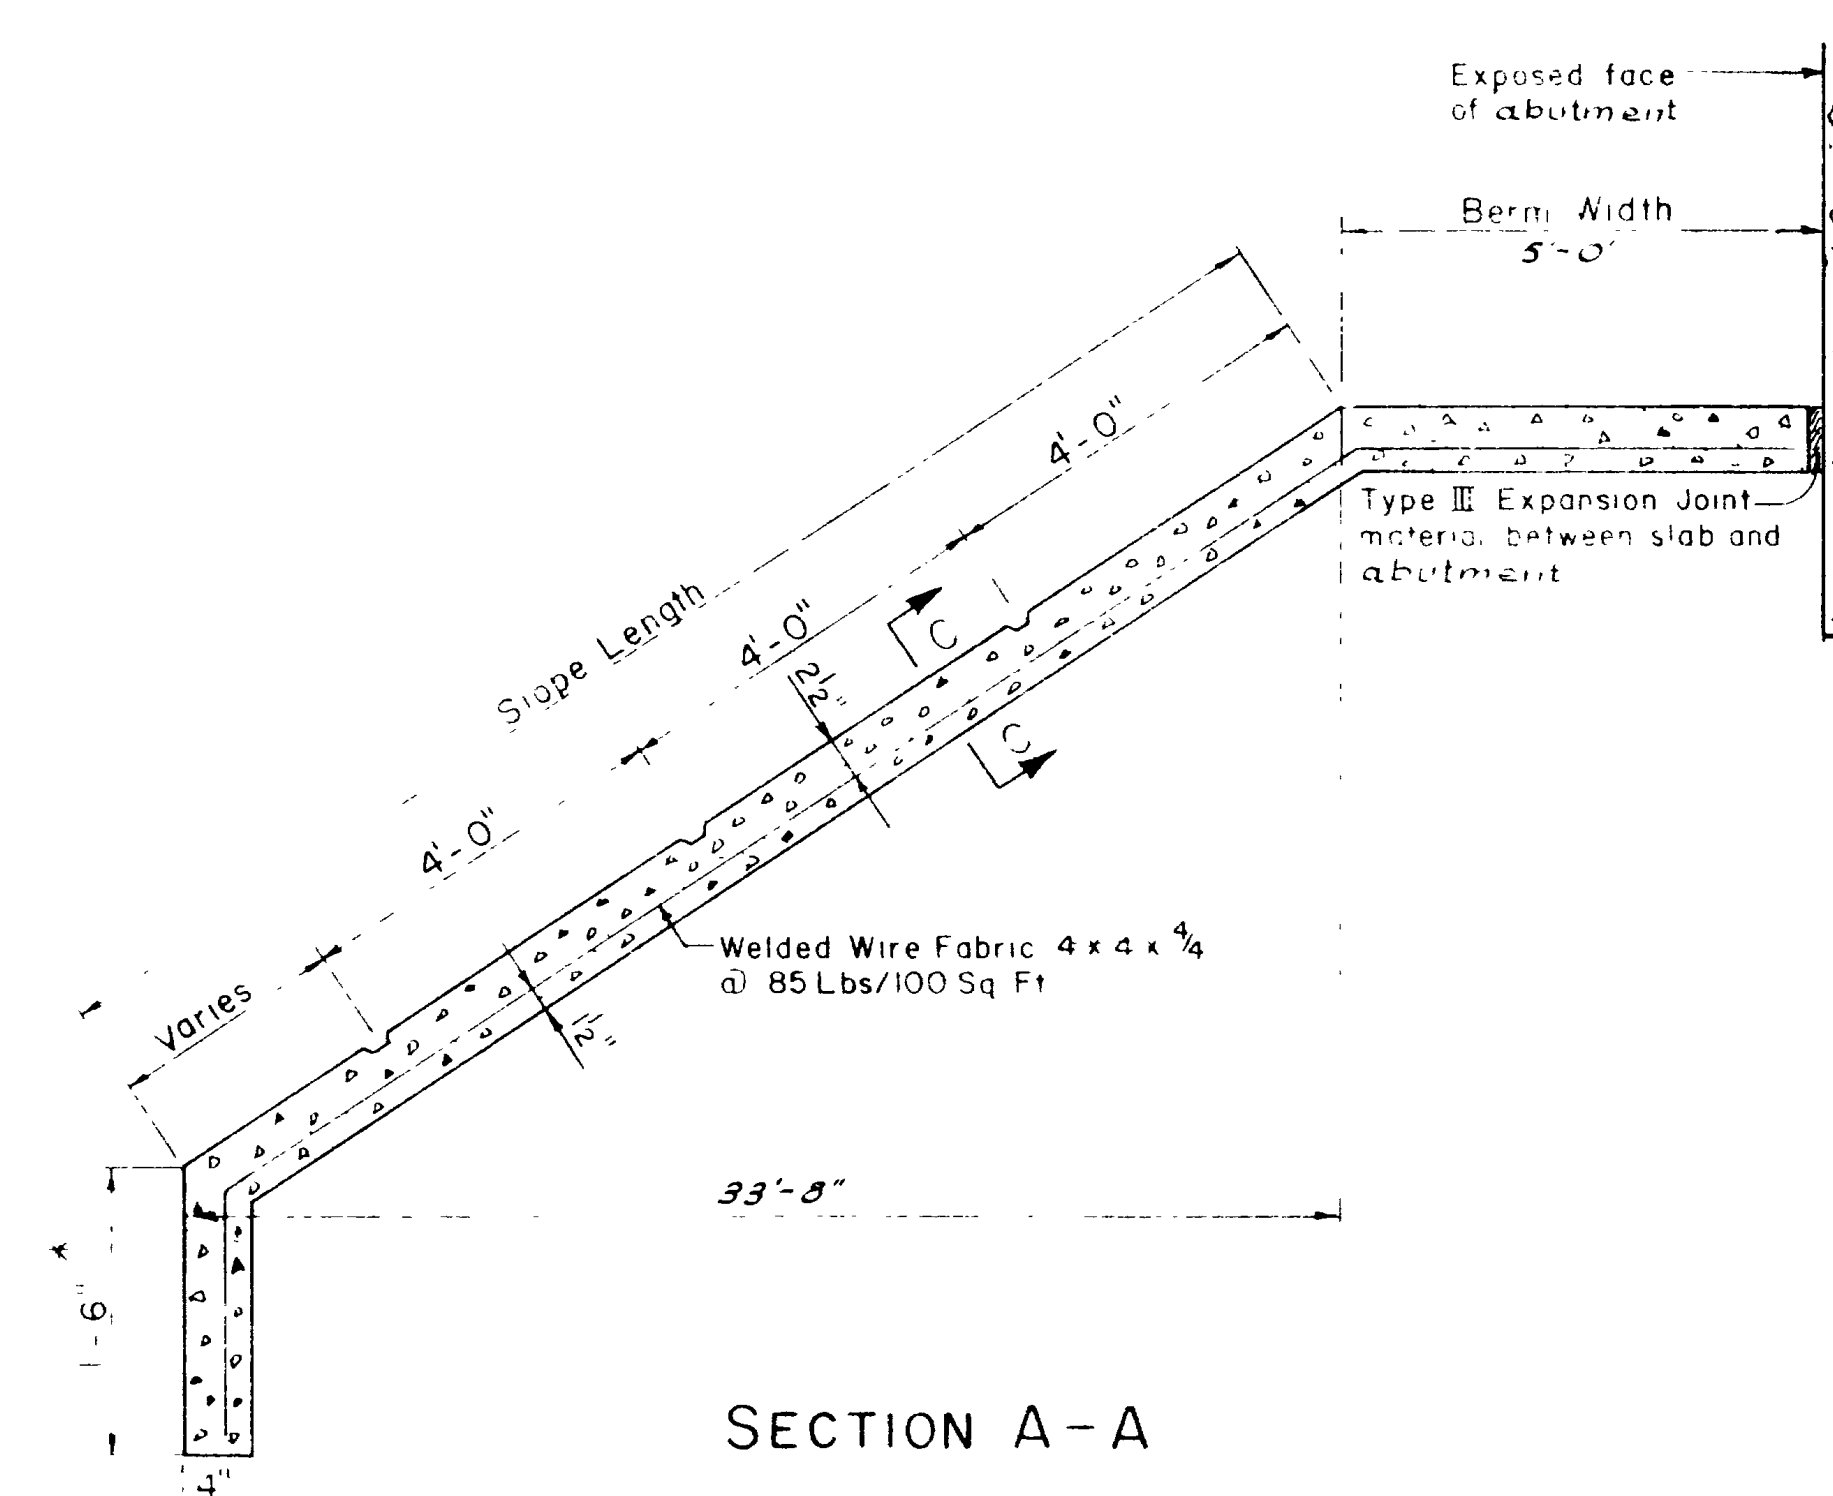 Exposed face
of abutment
Berm Width
5'-0'
Slope Length
4'-0"
4'-0"
4'-0"
Varies
2½"
1½"
C
C
Type III Expansion Joint
material between slab and
abutment
Welded Wire Fabric 4 x 4 x 4/4
@ 85 Lbs/100 Sq Ft
33'-8"
1-6" *
4"
SECTION A-A